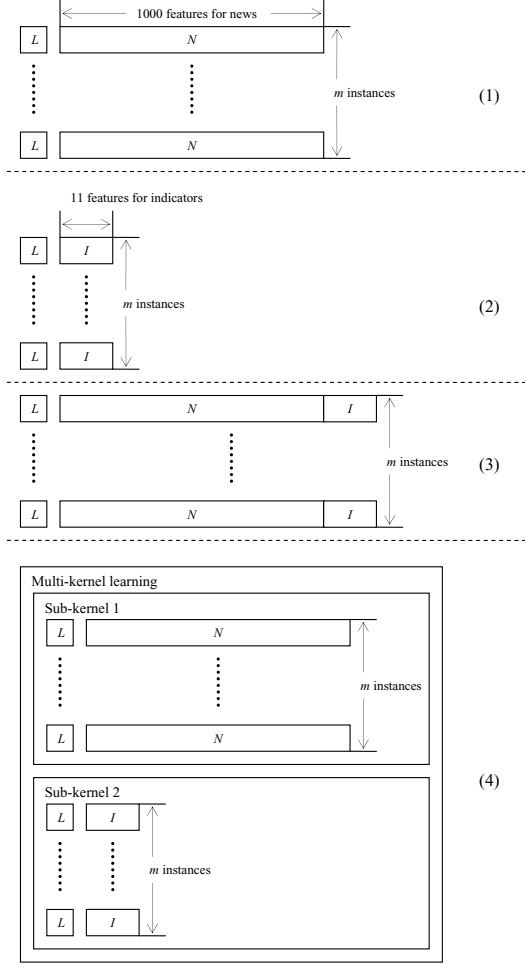 1000 features for news
L N
m instances
(1)
L N
11 features for indicators
L I
m instances
(2)
L I
L N I
m instances
(3)
L N I
Multi-kernel learning
Sub-kernel 1
L N
m instances
L N
(4)
Sub-kernel 2
L I
m instances
L I